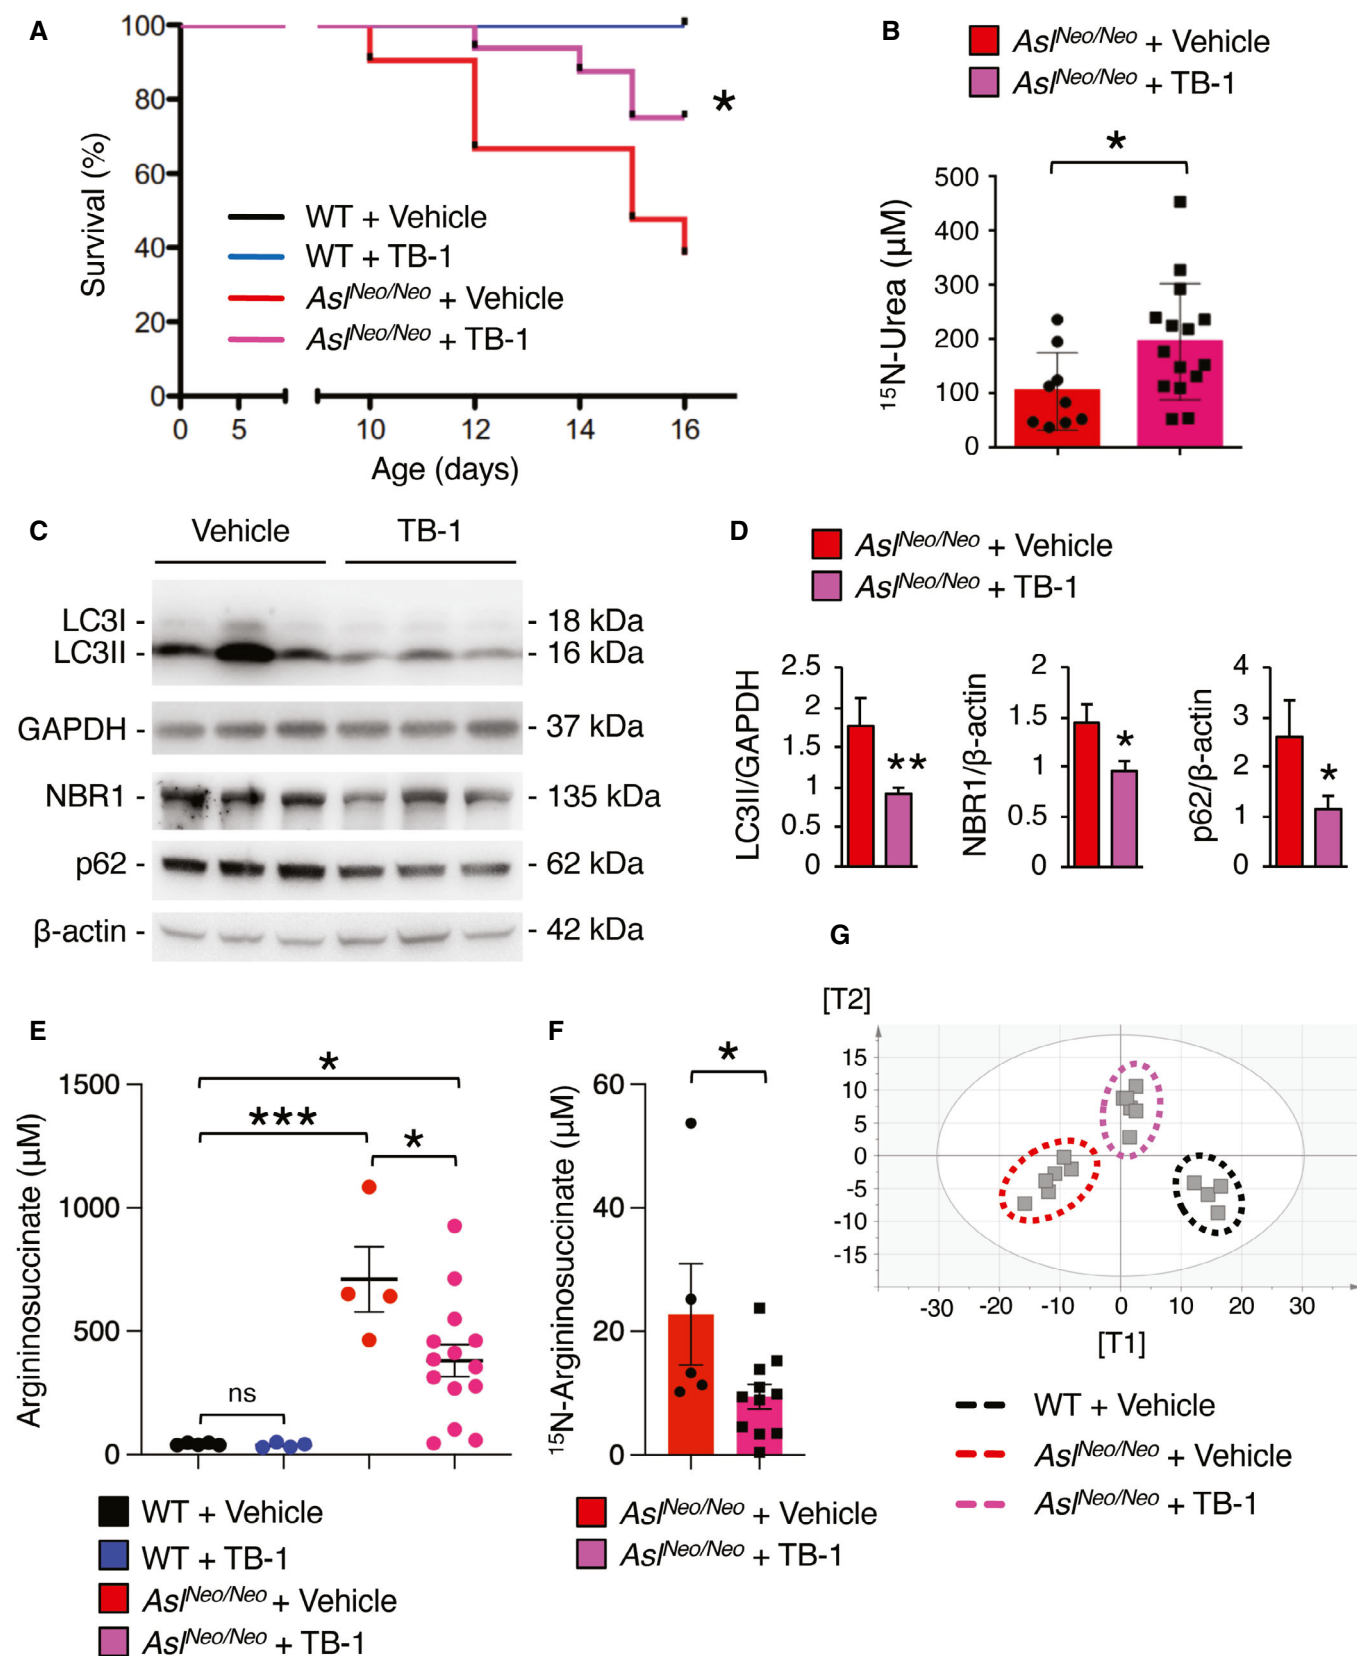 A
100
80
60
40
20
0
Survival (%)
WT + Vehicle
WT + TB-1
Asl^Neo/Neo + Vehicle
Asl^Neo/Neo + TB-1
*
0 5 10 12 14 16
Age (days)
B
Asl^Neo/Neo + Vehicle
Asl^Neo/Neo + TB-1
*
500
400
300
200
100
0
¹⁵N-Urea (µM)
C
Vehicle TB-1
LC3I - - 18 kDa
LC3II - - 16 kDa
GAPDH - - 37 kDa
NBR1 - - 135 kDa
p62 - - 62 kDa
β-actin - - 42 kDa
D
Asl^Neo/Neo + Vehicle
Asl^Neo/Neo + TB-1
LC3II/GAPDH
2.5
2
1.5
1
0.5
0
**
NBR1/β-actin
2
1.5
1
0.5
0
*
p62/β-actin
4
3
2
1
0
*
E
Argininosuccinate (µM)
1500
1000
500
0
*
***
*
ns
WT + Vehicle
WT + TB-1
Asl^Neo/Neo + Vehicle
Asl^Neo/Neo + TB-1
F
¹⁵N-Argininosuccinate (µM)
60
40
20
0
*
Asl^Neo/Neo + Vehicle
Asl^Neo/Neo + TB-1
G
[T2]
15
10
5
0
-5
-10
-15
-30 -20 -10 0 10 20 30
[T1]
WT + Vehicle
Asl^Neo/Neo + Vehicle
Asl^Neo/Neo + TB-1